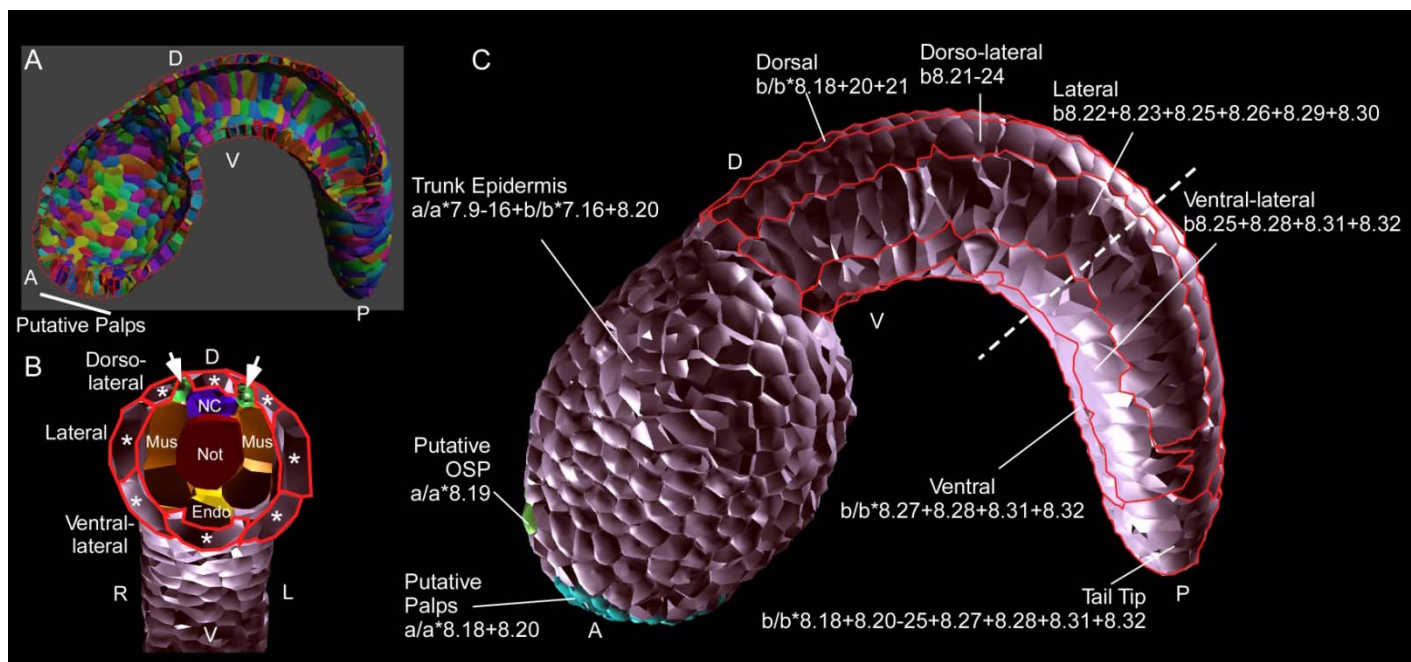 A
D
V
A
P
Putative Palps
B
Dorso-
lateral
D
NC
Lateral
Mus
Not
Mus
Endo
Ventral-
lateral
R
L
V
* * * * * * * *
C
Dorsal
b/b*8.18+20+21
Dorso-lateral
b8.21-24
Lateral
b8.22+8.23+8.25+8.26+8.29+8.30
D
Trunk Epidermis
a/a*7.9-16+b/b*7.16+8.20
Ventral-lateral
b8.25+8.28+8.31+8.32
V
Putative
OSP
a/a*8.19
Ventral
b/b*8.27+8.28+8.31+8.32
Putative
Palps
a/a*8.18+8.20
A
Tail Tip
b/b*8.18+8.20-25+8.27+8.28+8.31+8.32
P